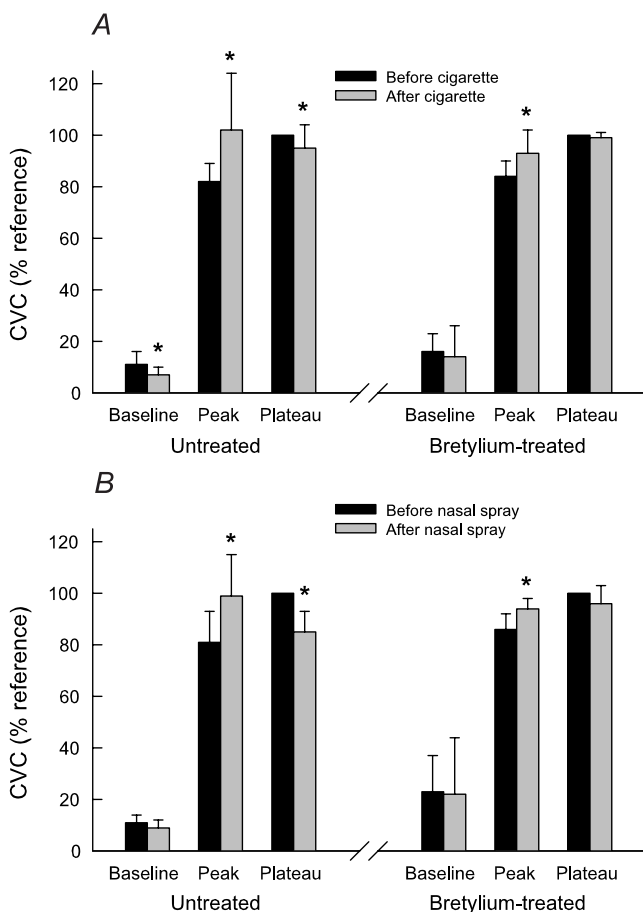 A
*
*
*
*
Before cigarette
After cigarette
CVC (% reference)
120
100
80
60
40
20
0
Baseline Peak Plateau Baseline Peak Plateau
Untreated Bretylium-treated
B
*
*
*
Before nasal spray
After nasal spray
CVC (% reference)
120
100
80
60
40
20
0
Baseline Peak Plateau Baseline Peak Plateau
Untreated Bretylium-treated